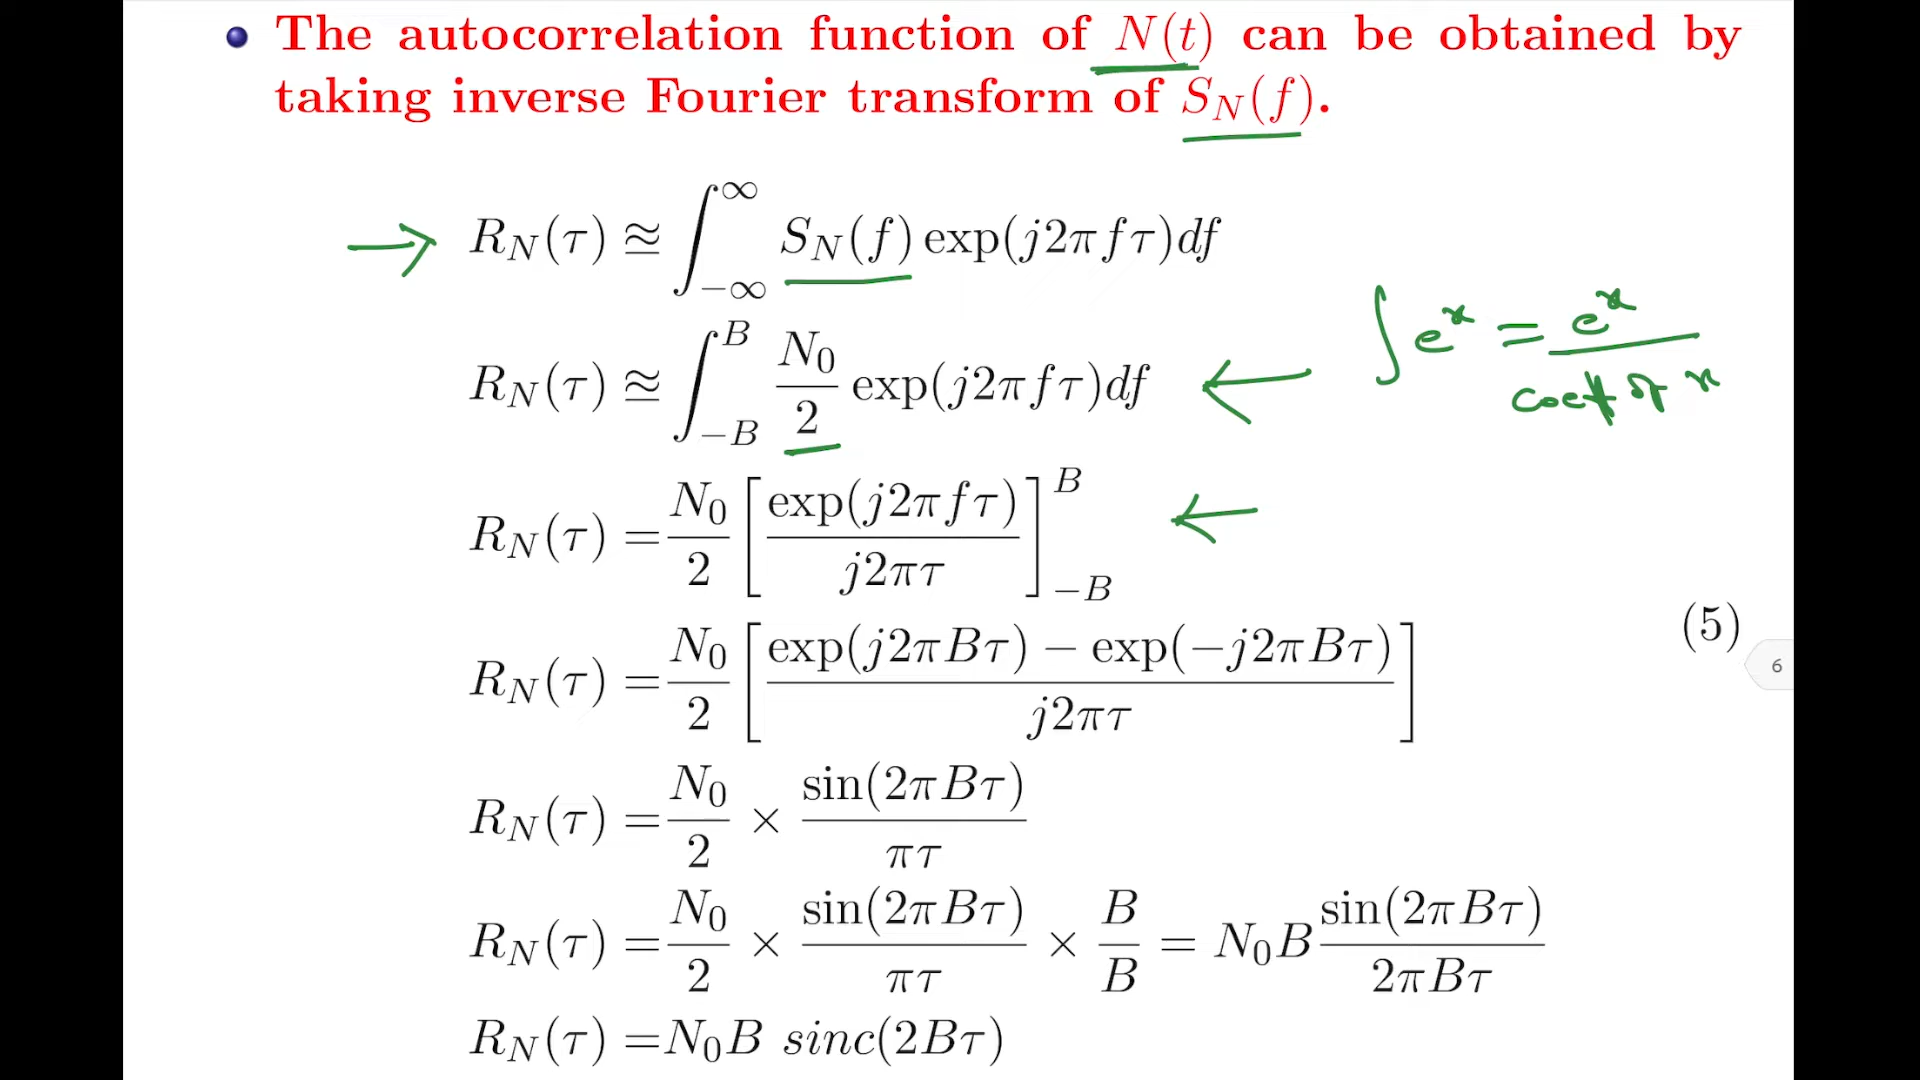 The autocorrelation function of N(t) can be obtained by
taking inverse Fourier transform of S_N(f).
R_N(τ) ≊ ∫_{-∞}^{∞} S_N(f) exp(j2πfτ)df
∫ e^x = e^x / coeff of x
R_N(τ) ≊ ∫_{-B}^{B} N_0/2 exp(j2πfτ)df
R_N(τ) = N_0/2 [exp(j2πfτ) / j2πτ]_{-B}^{B}
R_N(τ) = N_0/2 [exp(j2πBτ) − exp(−j2πBτ) / j2πτ]
(5)
6
R_N(τ) = N_0/2 × sin(2πBτ) / πτ
R_N(τ) = N_0/2 × sin(2πBτ) / πτ × B/B = N_0B sin(2πBτ) / 2πBτ
R_N(τ) = N_0B sinc(2Bτ)